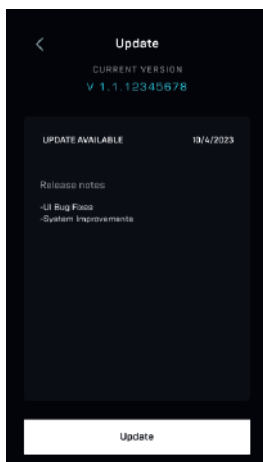 Update
CURRENT VERSION
V 1.1.12345678
UPDATE AVAILABLE 10/4/2023
Release notes
-UI Bug Fixes
-System Improvements
Update